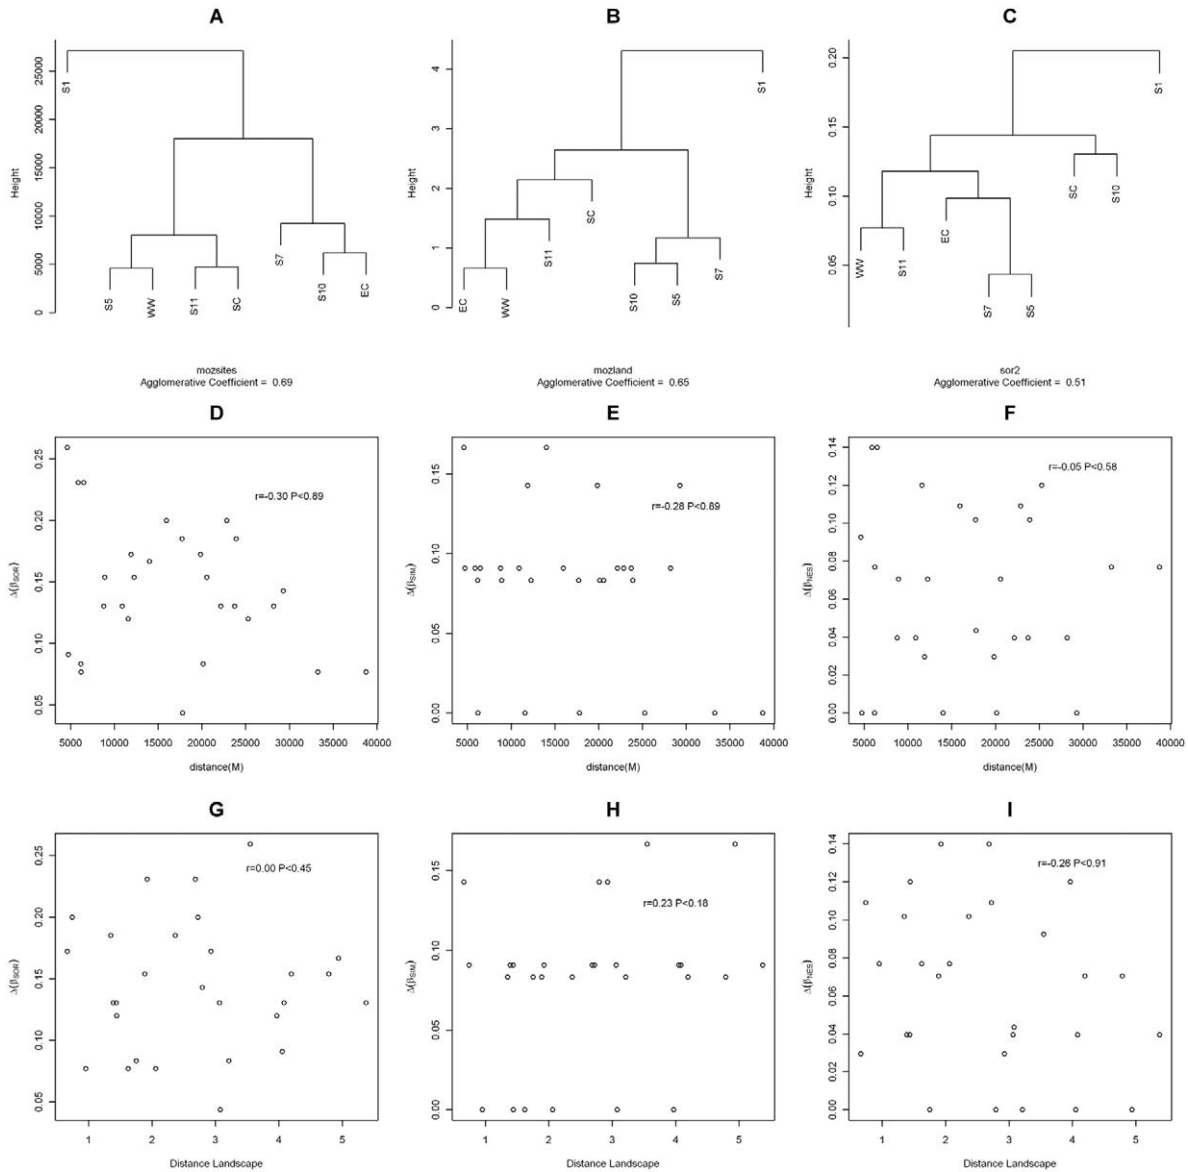 A
B
C
Height
0
5000
10000
15000
20000
25000
S1
S5
WW
S11
SC
S7
S10
EC
mozsites
Agglomerative Coefficient = 0.69
Height
0
1
2
3
4
EC
WW
S11
SC
S10
S5
S7
S1
mozland
Agglomerative Coefficient = 0.65
Height
0.05
0.10
0.15
0.20
WW
S11
EC
S7
S5
SC
S10
S1
sor2
Agglomerative Coefficient = 0.51
D
E
F
Δ(βSOR)
0.05
0.10
0.15
0.20
0.25
r=-0.30 P<0.89
5000 10000 15000 20000 25000 30000 35000 40000
distance(M)
Δ(βSIM)
0.00
0.05
0.10
0.15
r=-0.28 P<0.89
5000 10000 15000 20000 25000 30000 35000 40000
distance(M)
Δ(βNES)
0.00
0.02
0.04
0.06
0.08
0.10
0.12
0.14
r=-0.05 P<0.58
5000 10000 15000 20000 25000 30000 35000 40000
distance(M)
G
H
I
Δ(βSOR)
0.05
0.10
0.15
0.20
0.25
r=0.00 P<0.45
1 2 3 4 5
Distance Landscape
Δ(βSIM)
0.00
0.05
0.10
0.15
r=0.23 P<0.18
1 2 3 4 5
Distance Landscape
Δ(βNES)
0.00
0.02
0.04
0.06
0.08
0.10
0.12
0.14
r=-0.26 P<0.91
1 2 3 4 5
Distance Landscape